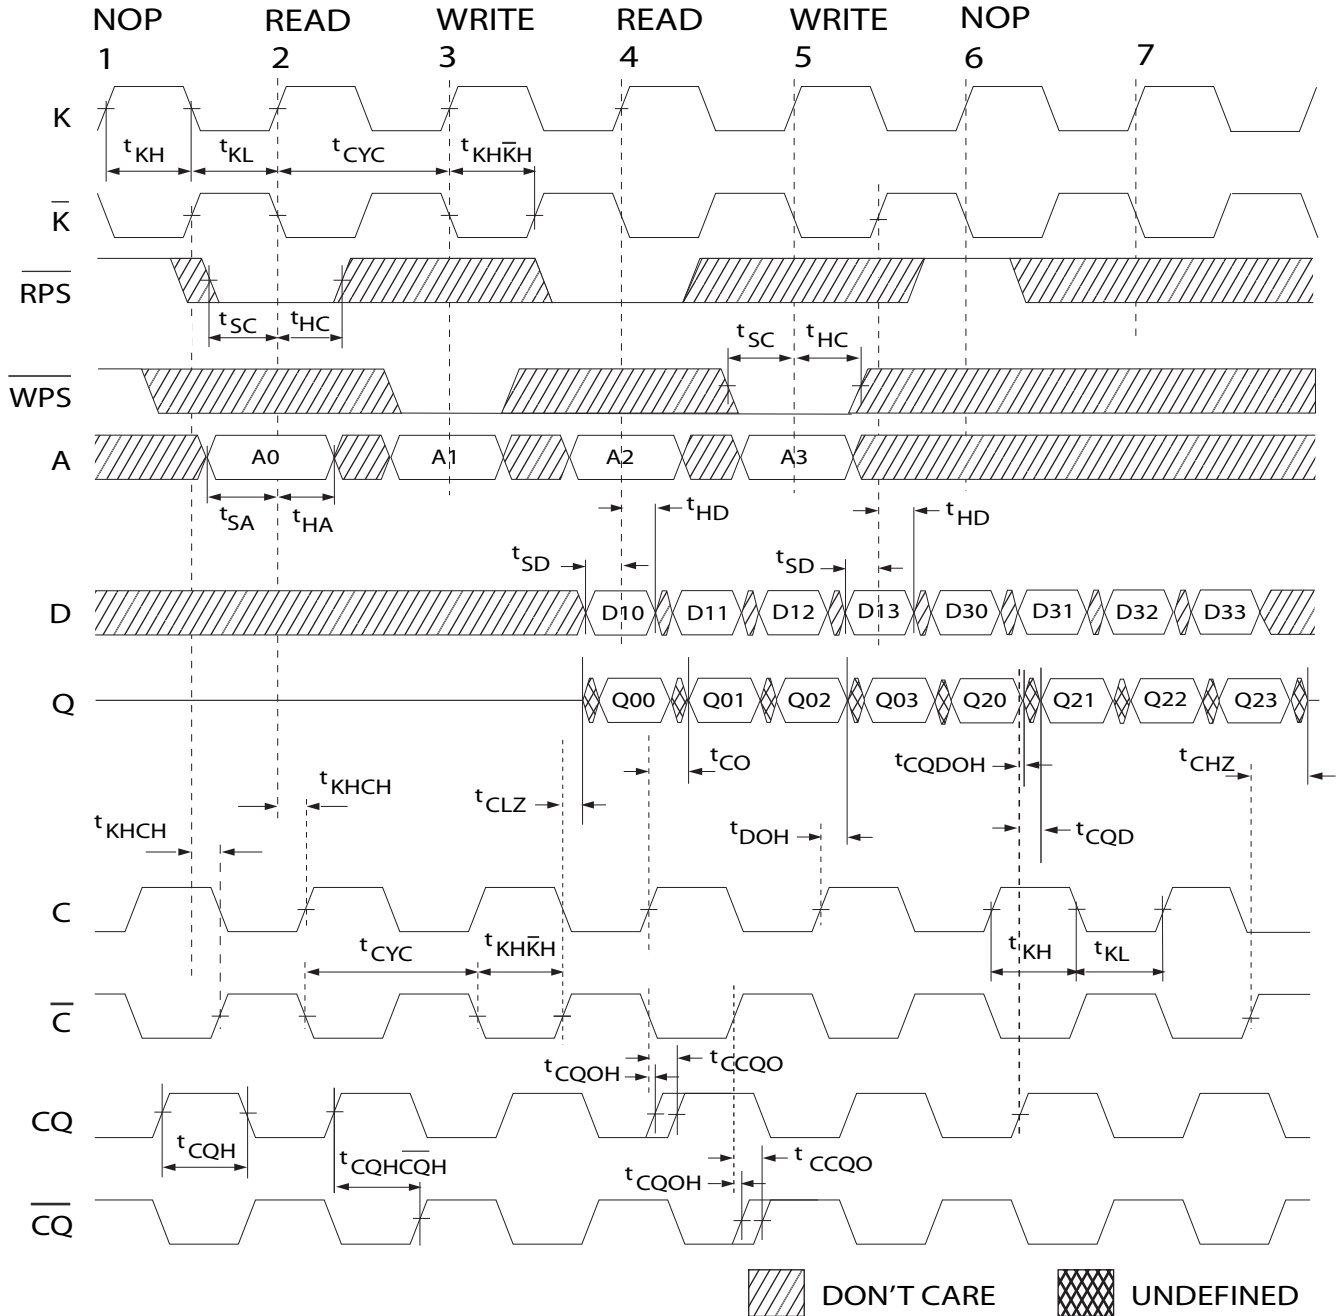 NOP READ WRITE READ WRITE NOP
1 2 3 4 5 6 7
K
tKH tKL tCYC tKHK̅H
K̅
R̅P̅S̅
tSC tHC
tSC tHC
W̅P̅S̅
A A0 A1 A2 A3
tSA tHA
tHD tHD
tSD tSD
D D10 D11 D12 D13 D30 D31 D32 D33
Q Q00 Q01 Q02 Q03 Q20 Q21 Q22 Q23
tCO tCQDOH tCHZ
tKHCH tCLZ
tKHCH tDOH tCQD
C
tCYC tKHK̅H tKH tKL
C̅
tCQOH tCCQO
CQ
tCQH tCQHC̅Q̅H tCQOH tCCQO
C̅Q̅
DON'T CARE UNDEFINED